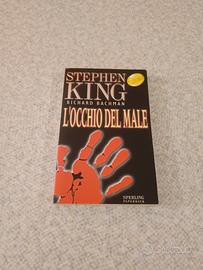 STEPHEN
KING
RICHARD BACHMAN
L'OCCHIO DEL MALE
SPERLING
PAPERBACK